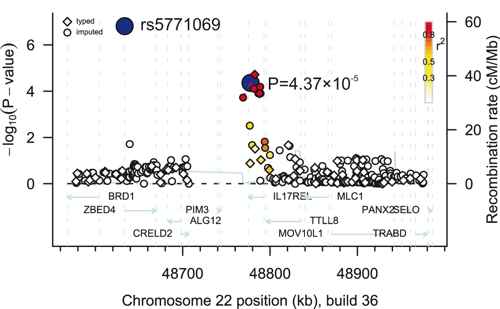 typed
imputed
rs5771069
P=4.37×10-5
−log10(P − value)
6
4
2
0
Recombination rate (cM/Mb)
60
40
20
0
r2
0.8
0.5
0.3
BRD1
IL17REL
MLC1
ZBED4
PIM3
PANX2
SELO
ALG12
TTLL8
CRELD2
MOV10L1
TRABD
48700
48800
48900
Chromosome 22 position (kb), build 36